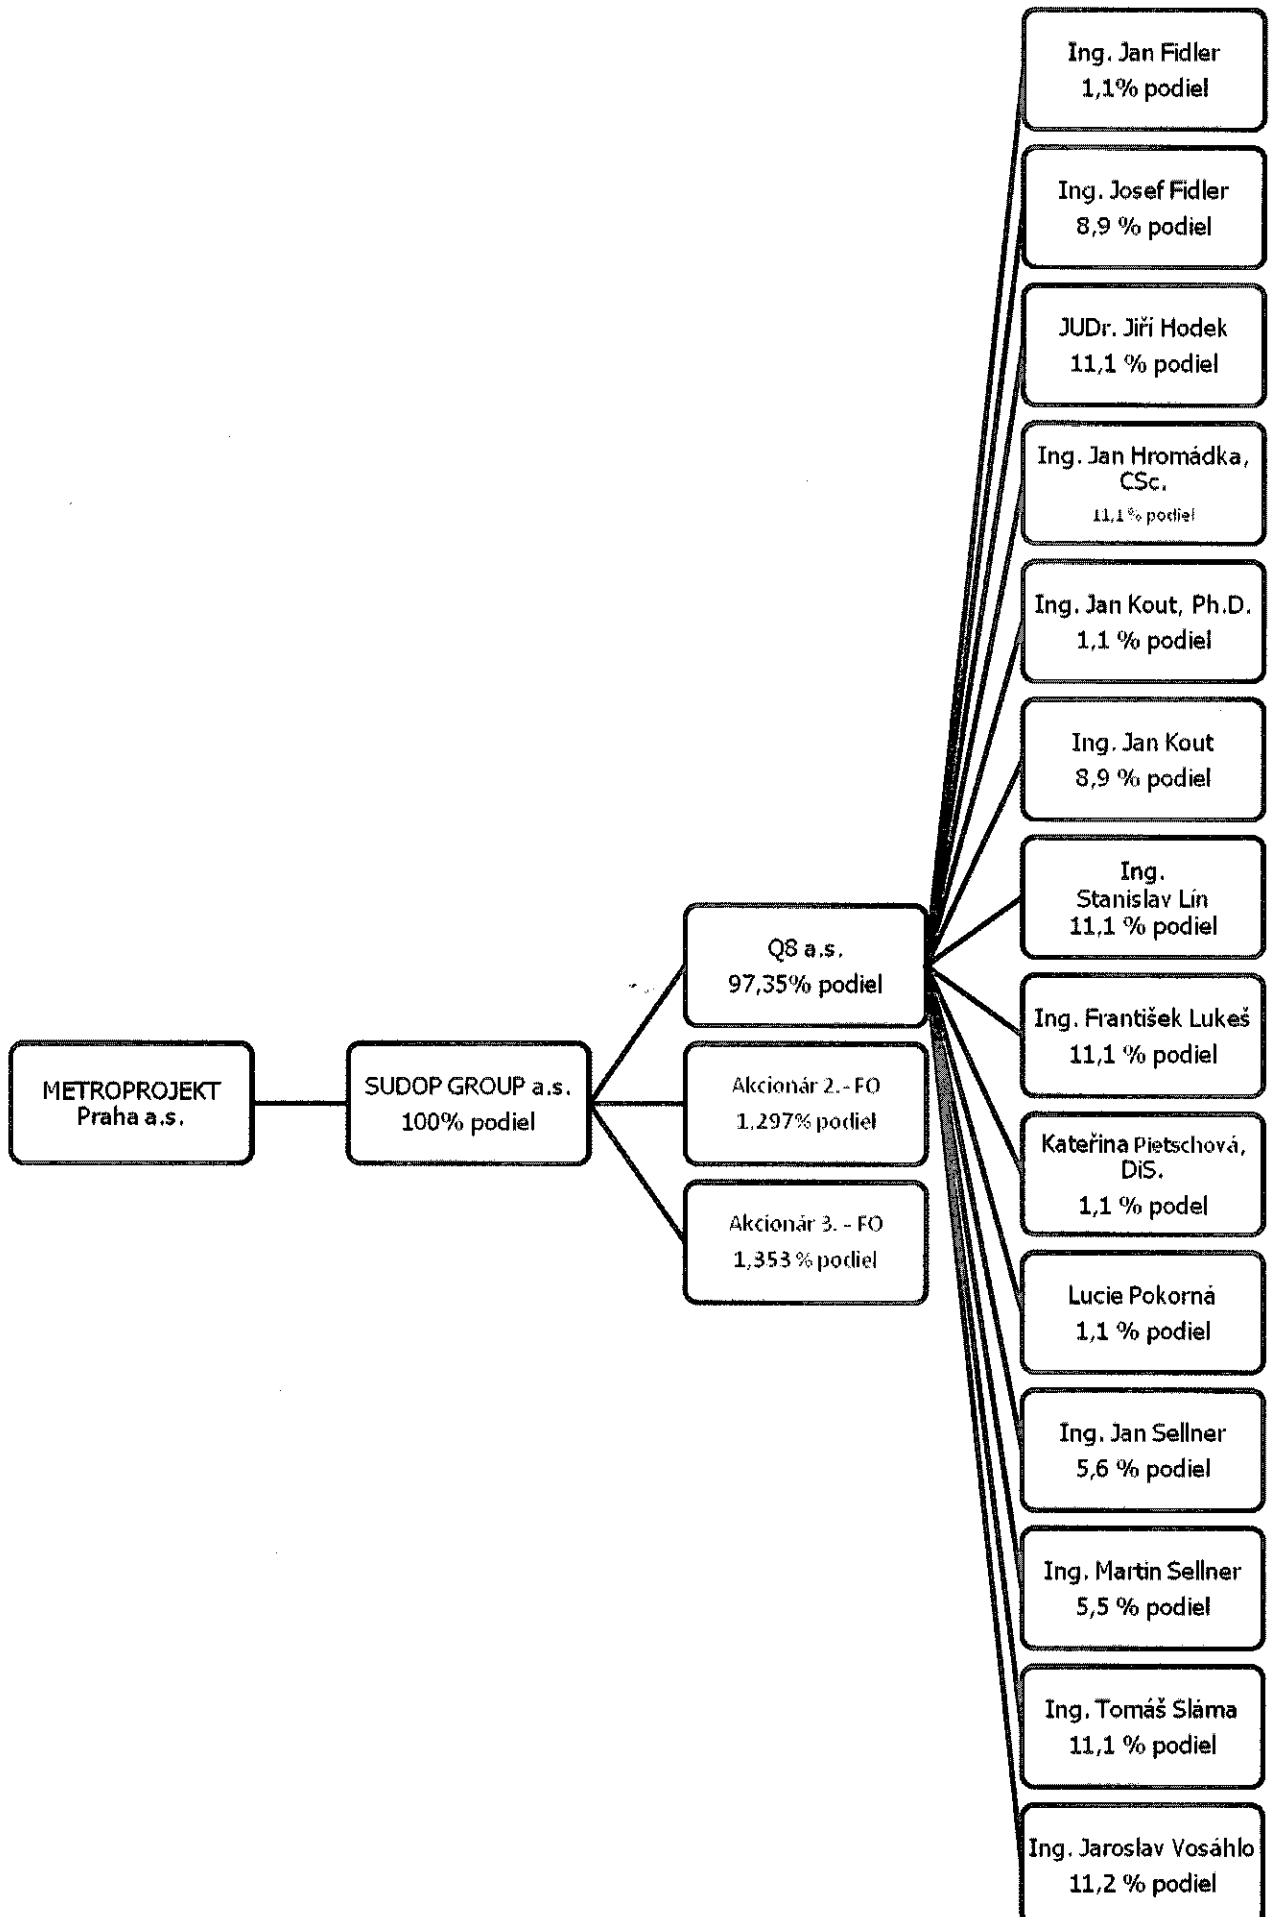 METROPROJEKT
Praha a.s.
SUDOP GROUP a.s.
100% podiel
Q8 a.s.
97,35% podiel
Akcionár 2. - FO
1,297% podiel
Akcionár 3. - FO
1,353 % podiel
Ing. Jan Fidler
1,1% podiel
Ing. Josef Fidler
8,9 % podiel
JUDr. Jiří Hodek
11,1 % podiel
Ing. Jan Hromádka,
CSc.
11,1 % podiel
Ing. Jan Kout, Ph.D.
1,1 % podiel
Ing. Jan Kout
8,9 % podiel
Ing.
Stanislav Lín
11,1 % podiel
Ing. František Lukeš
11,1 % podiel
Kateřina Pietschová,
DiS.
1,1 % podel
Lucie Pokorná
1,1 % podiel
Ing. Jan Sellner
5,6 % podiel
Ing. Martin Sellner
5,5 % podiel
Ing. Tomáš Sláma
11,1 % podiel
Ing. Jaroslav Vosáhlo
11,2 % podiel